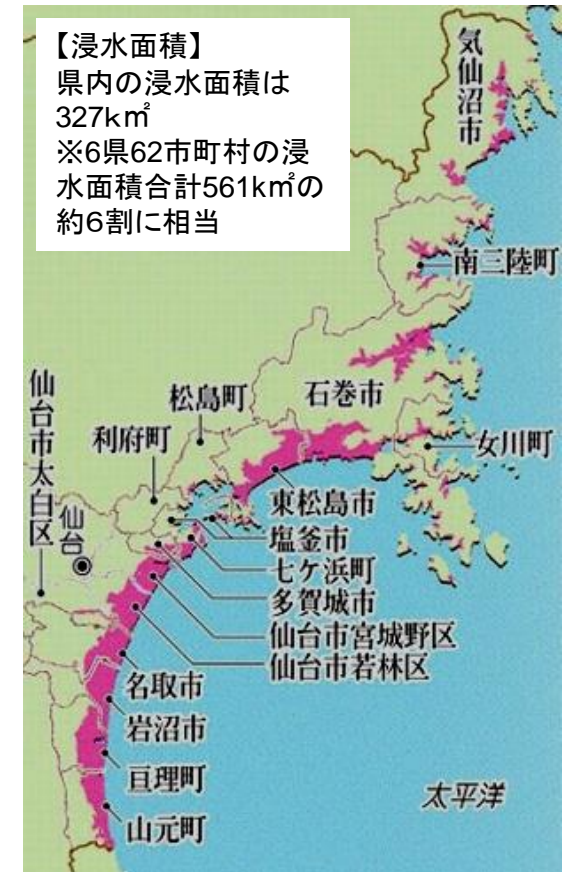 【浸水面積】
県内の浸水面積は
327k㎡
※6県62市町村の浸
水面積合計561k㎡の
約6割に相当
気仙沼市
南三陸町
石巻市
松島町
利府町
女川町
仙台市太白区
仙台
東松島市
塩釜市
七ケ浜町
多賀城市
仙台市宮城野区
仙台市若林区
名取市
岩沼市
亘理町
山元町
太平洋